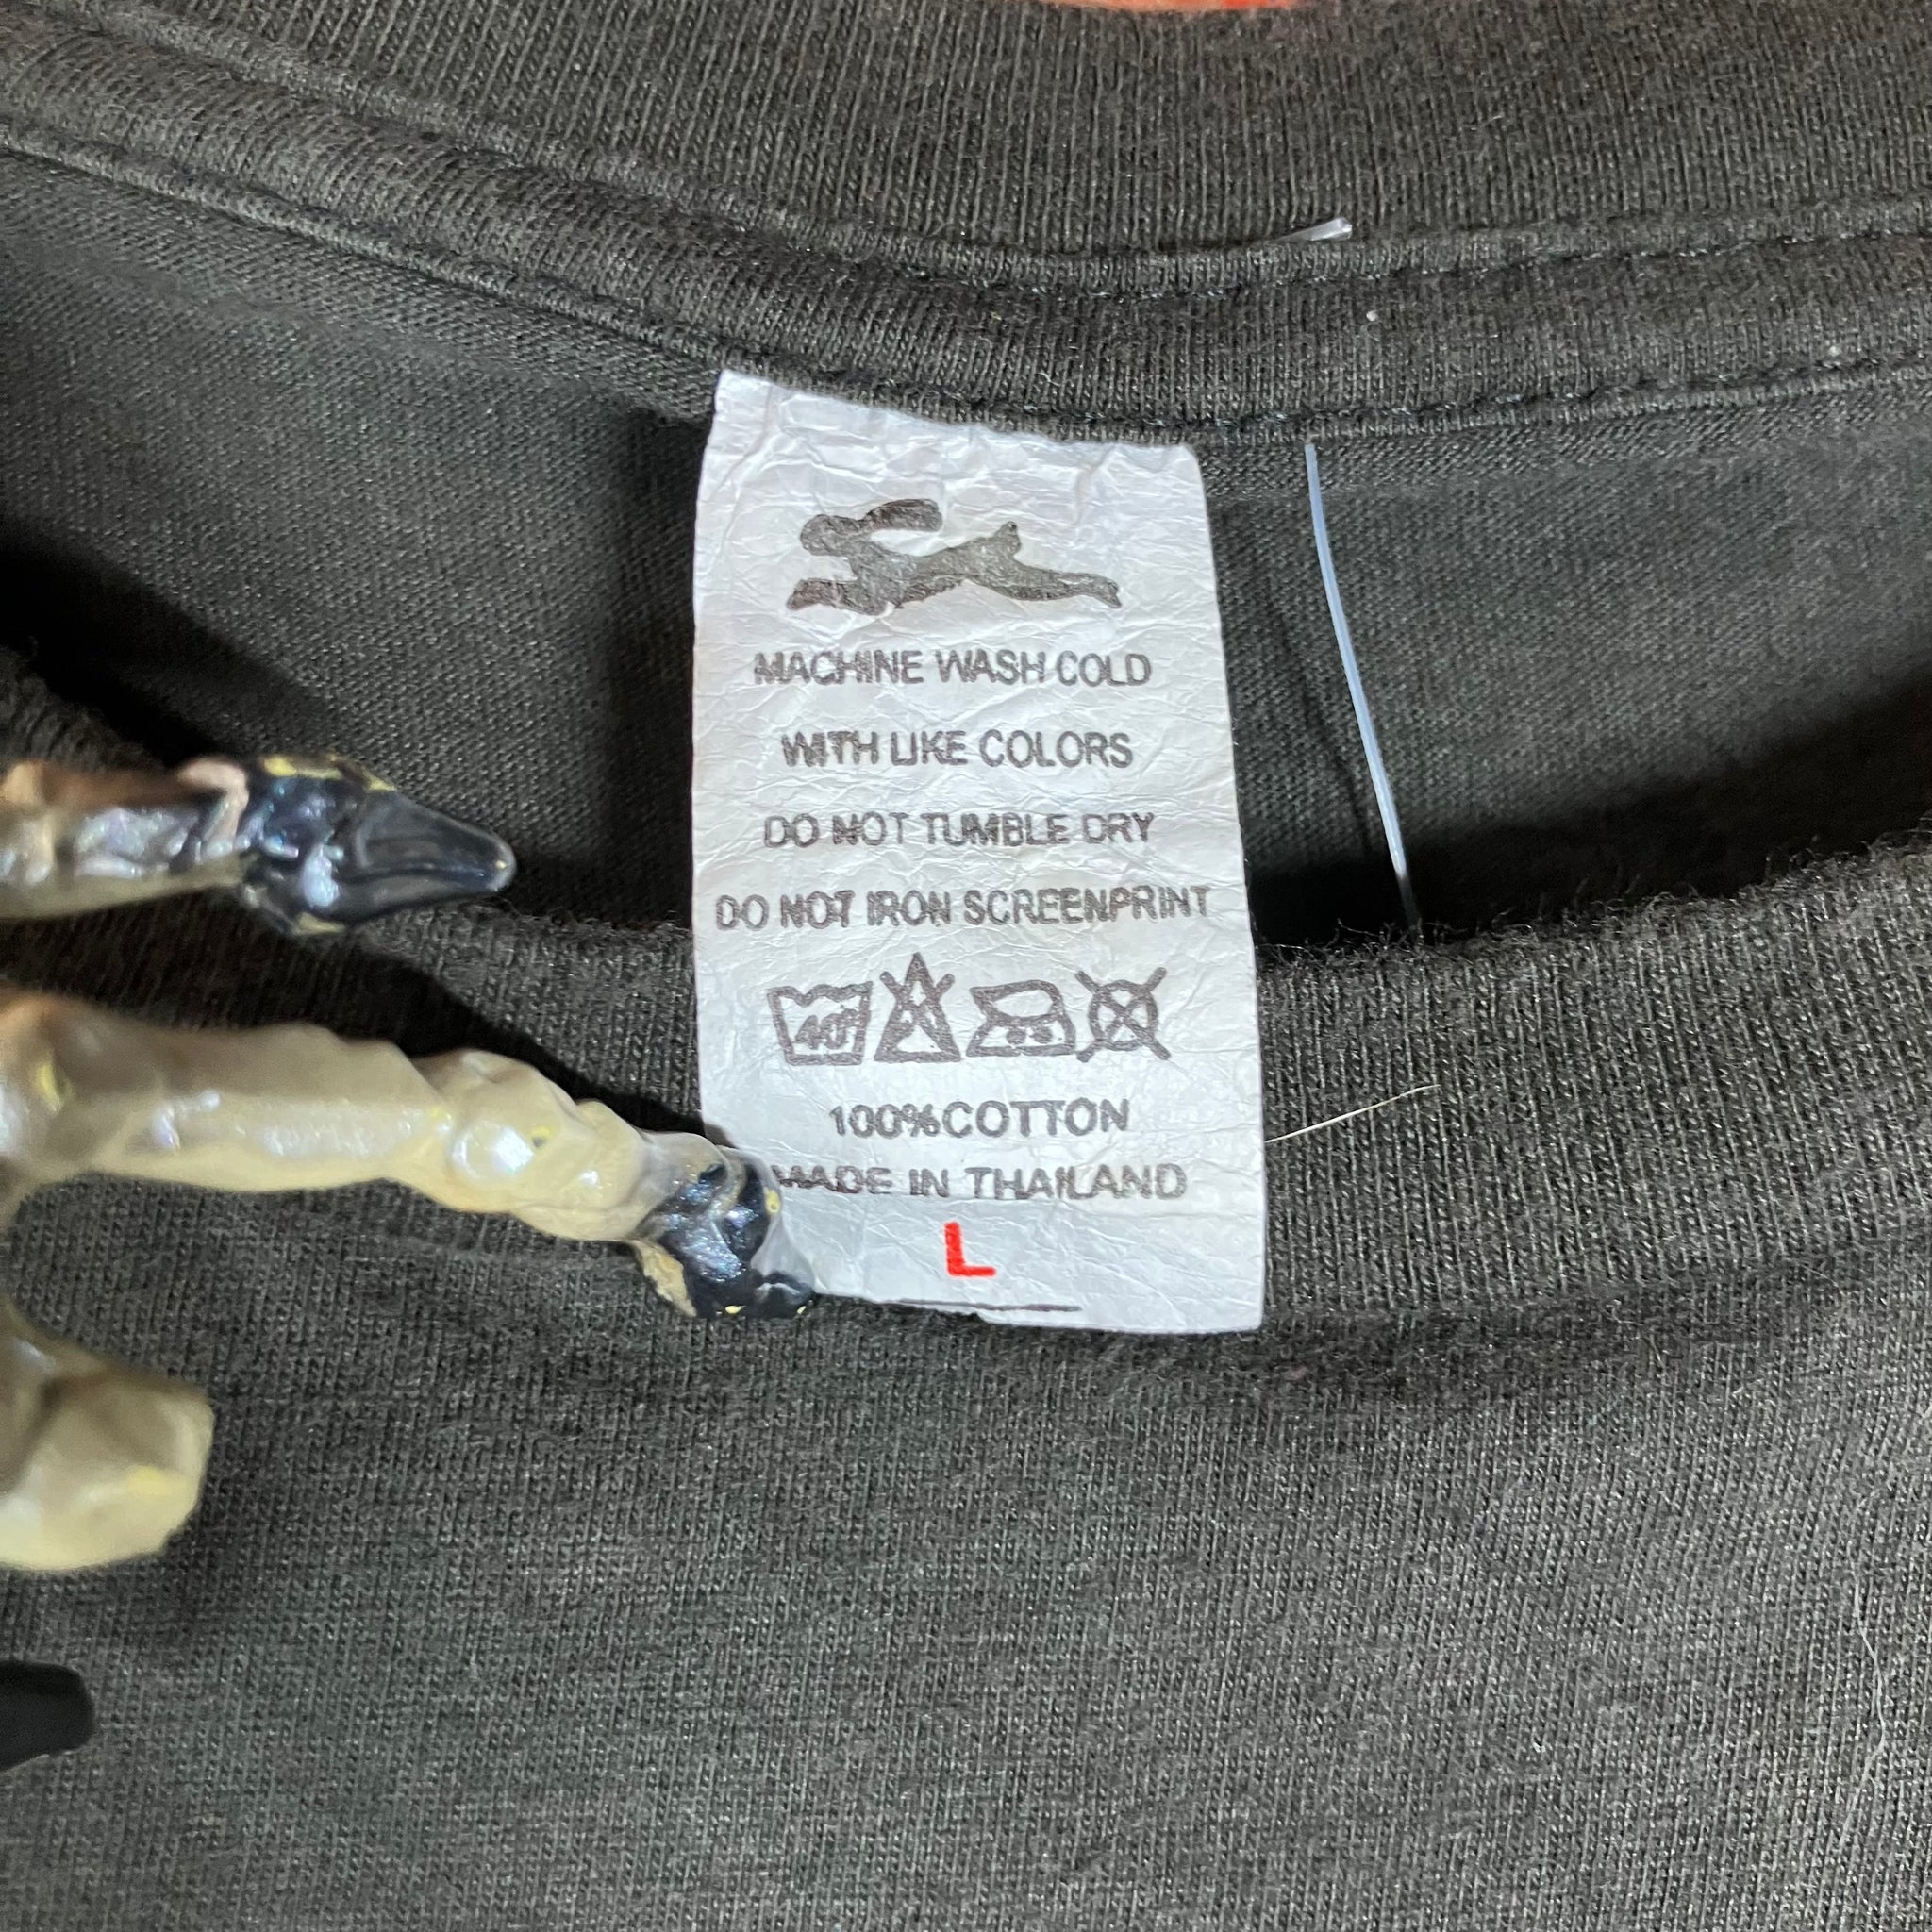 MACHINE WASH COLD
WITH LIKE COLORS
DO NOT TUMBLE DRY
DO NOT IRON SCREENPRINT
40°
100%COTTON
MADE IN THAILAND
L